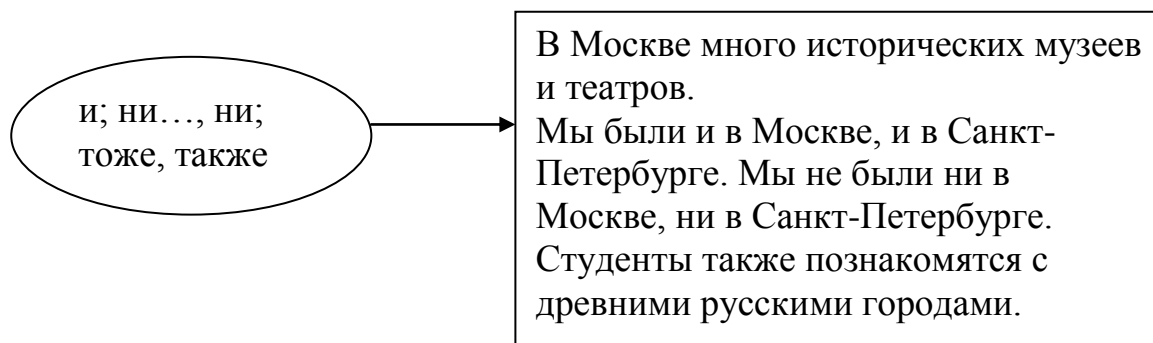 и; ни…, ни;
тоже, также
В Москве много исторических музеев
и театров.
Мы были и в Москве, и в Санкт-
Петербурге. Мы не были ни в
Москве, ни в Санкт-Петербурге.
Студенты также познакомятся с
древними русскими городами.